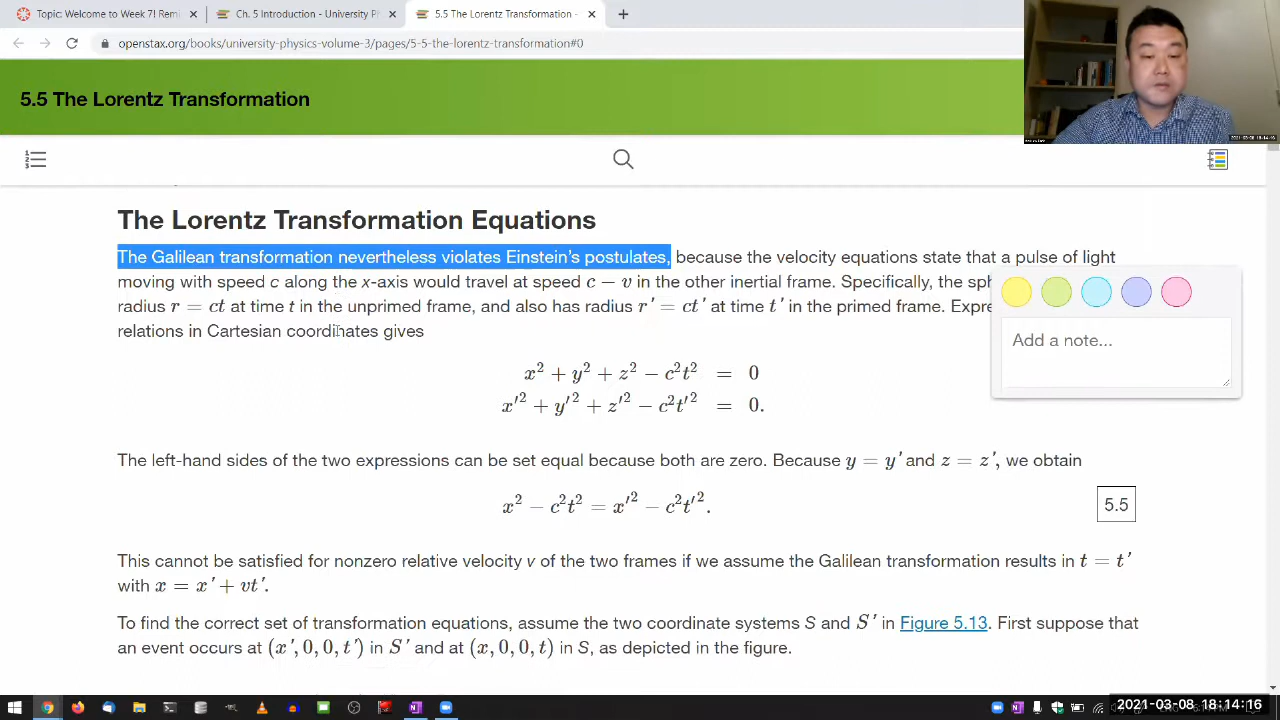 Topic: Welcome to Week 7! Remi
Ch. 5 Introduction - University P
5.5 The Lorentz Transformation -
openstax.org/books/university-physics-volume-3/pages/5-5-the-lorentz-transformation#0
5.5 The Lorentz Transformation
2021-03-08 18:14:16
The Lorentz Transformation Equations
The Galilean transformation nevertheless violates Einstein's postulates, because the velocity equations state that a pulse of light
moving with speed c along the x-axis would travel at speed c − v in the other inertial frame. Specifically, the sph
radius r = ct at time t in the unprimed frame, and also has radius r′ = ct′ at time t′ in the primed frame. Expre
relations in Cartesian coordinates gives
Add a note...
x² + y² + z² − c²t² = 0
x′² + y′² + z′² − c²t′² = 0.
The left-hand sides of the two expressions can be set equal because both are zero. Because y = y′ and z = z′, we obtain
x² − c²t² = x′² − c²t′².
5.5
This cannot be satisfied for nonzero relative velocity v of the two frames if we assume the Galilean transformation results in t = t′
with x = x′ + vt′.
To find the correct set of transformation equations, assume the two coordinate systems S and S′ in Figure 5.13. First suppose that
an event occurs at (x′, 0, 0, t′) in S′ and at (x, 0, 0, t) in S, as depicted in the figure.
2021-03-08 18:14:16